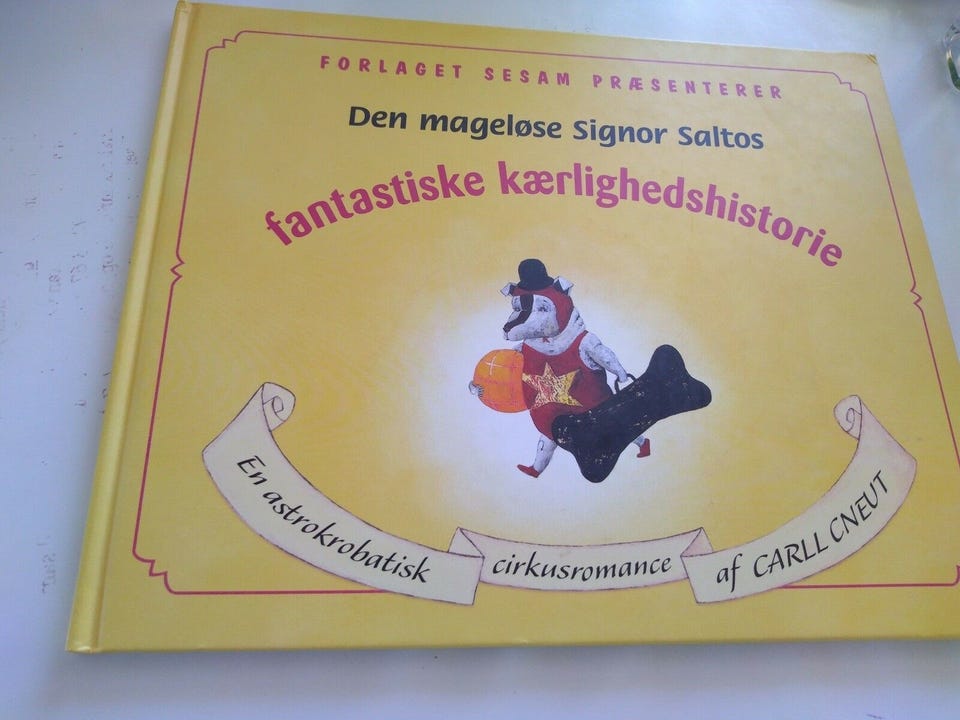 FORLAGET SESAM PRÆSENTERER
Den mageløse Signor Saltos
fantastiske kærlighedshistorie
En astrokrobatisk cirkusromance af CARLL CNEUT